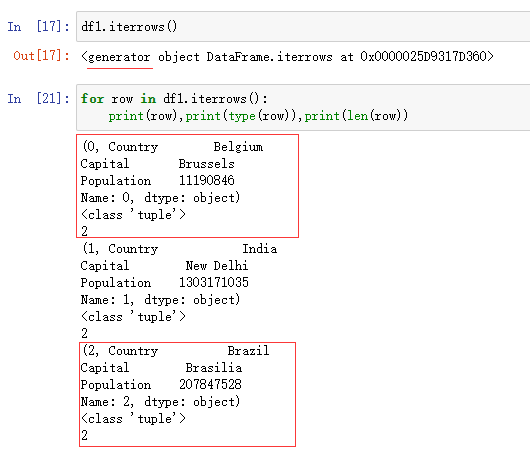 In [17]: df1.iterrows()
Out[17]: <generator object DataFrame.iterrows at 0x0000025D9317D360>
In [21]: for row in df1.iterrows():
    print(row),print(type(row)),print(len(row))
(0, Country        Belgium
Capital       Brussels
Population    11190846
Name: 0, dtype: object)
<class 'tuple'>
2
(1, Country            India
Capital        New Delhi
Population    1303171035
Name: 1, dtype: object)
<class 'tuple'>
2
(2, Country          Brazil
Capital        Brasilia
Population    207847528
Name: 2, dtype: object)
<class 'tuple'>
2